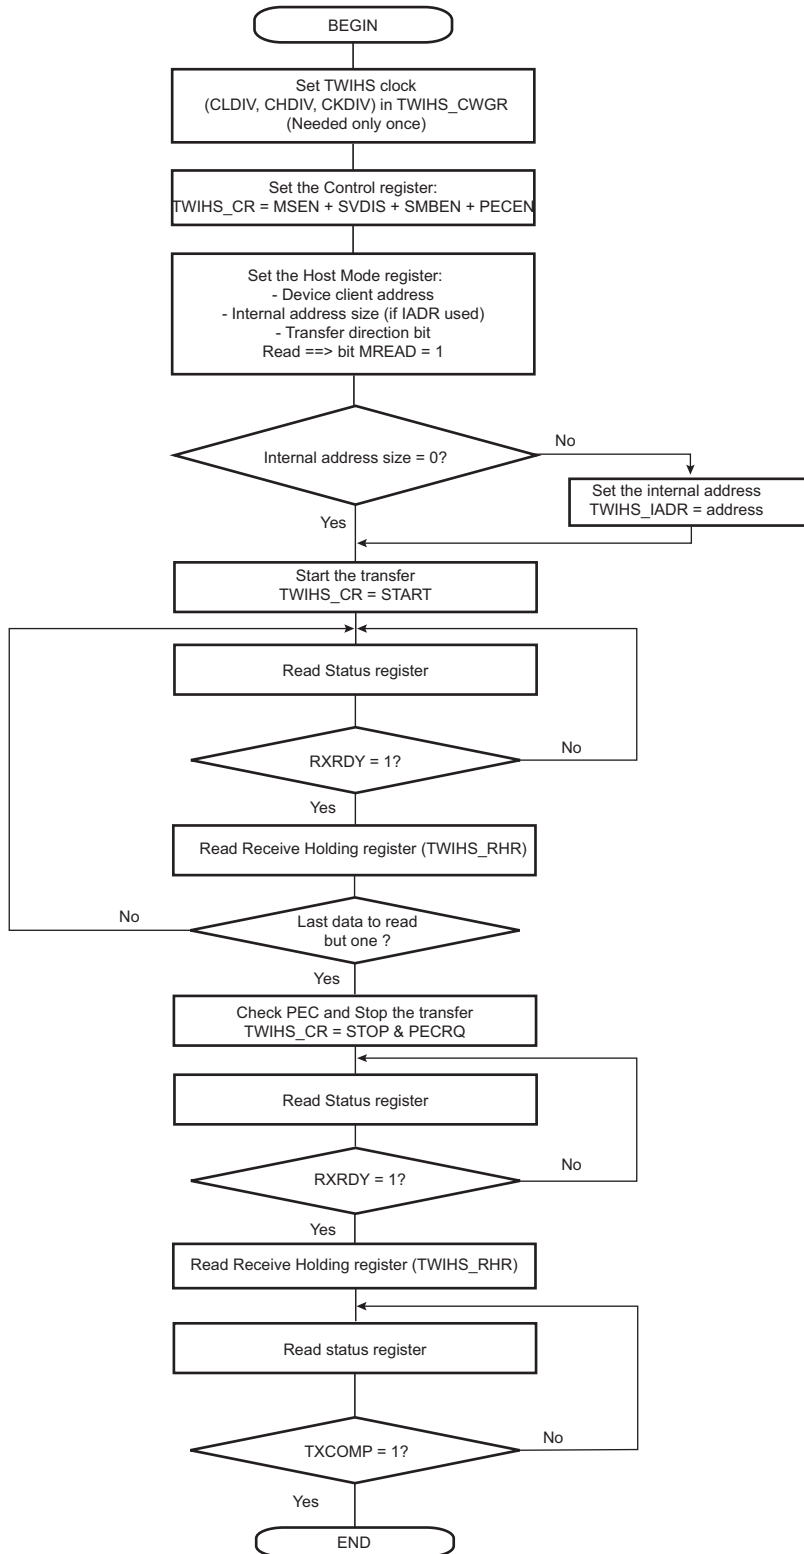 BEGIN
Set TWIHS clock
(CLDIV, CHDIV, CKDIV) in TWIHS_CWGR
(Needed only once)
Set the Control register:
TWIHS_CR = MSEN + SVDIS + SMBEN + PECEN
Set the Host Mode register:
- Device client address
- Internal address size (if IADR used)
- Transfer direction bit
Read ==> bit MREAD = 1
Internal address size = 0?
No
Set the internal address
TWIHS_IADR = address
Yes
Start the transfer
TWIHS_CR = START
Read Status register
RXRDY = 1?
No
Yes
Read Receive Holding register (TWIHS_RHR)
No
Last data to read
but one ?
Yes
Check PEC and Stop the transfer
TWIHS_CR = STOP & PECRQ
Read Status register
RXRDY = 1?
No
Yes
Read Receive Holding register (TWIHS_RHR)
Read status register
TXCOMP = 1?
No
Yes
END